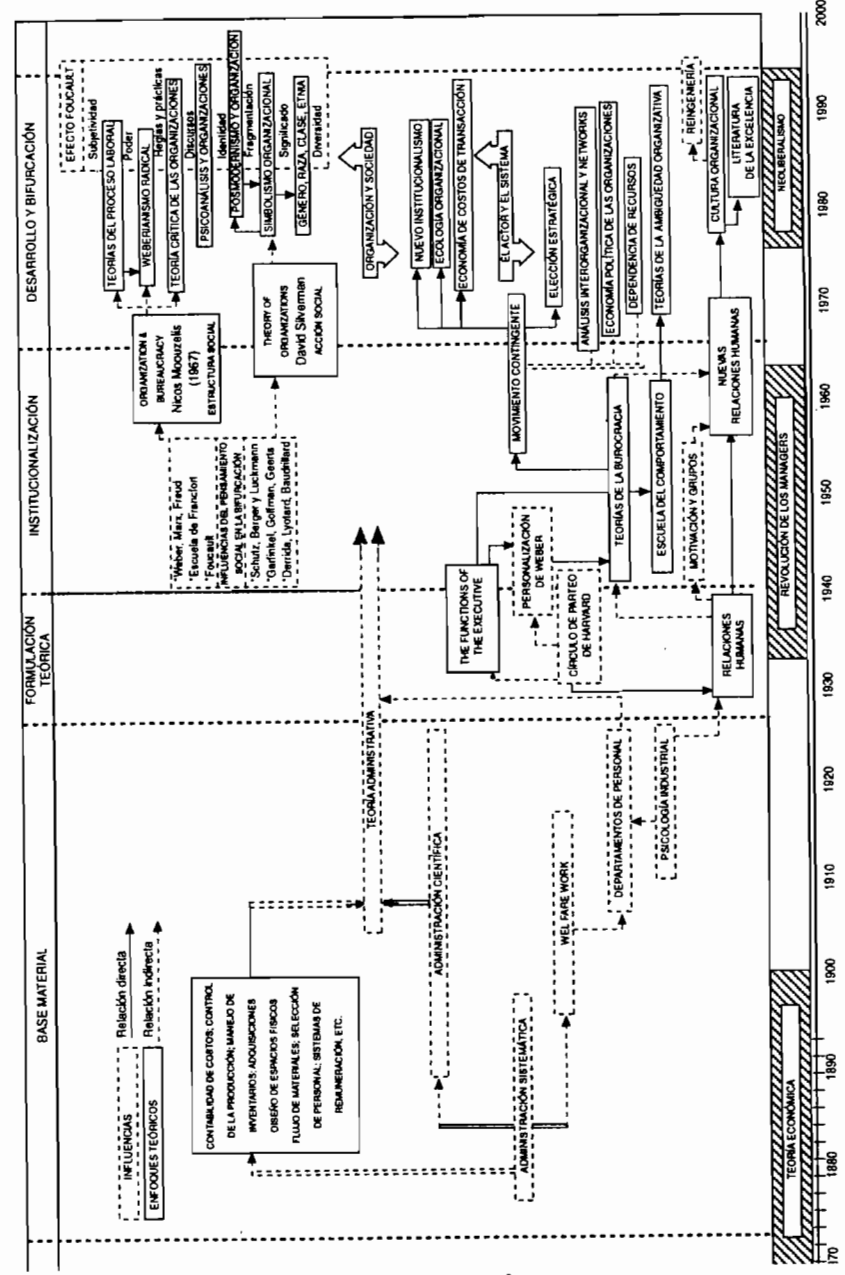 BASE MATERIAL
FORMULACIÓN
TEÓRICA
INSTITUCIONALIZACIÓN
DESARROLLO Y BIFURCACIÓN
INFLUENCIAS
ENFOQUES TEÓRICOS
Relación directa
Relación indirecta
CONTABILIDAD DE COSTOS; CONTROL
DE LA PRODUCCIÓN; MANEJO DE
INVENTARIOS; ADQUISICIONES
DISEÑO DE ESPACIOS FISICOS
FLUJO DE MATERIALES; SELECCIÓN
DE PERSONAL; SISTEMAS DE
REMUNERACIÓN, ETC.
ADMINISTRACIÓN SISTEMÁTICA
ADMINISTRACIÓN CIENTÍFICA
WELFARE WORK
TEORÍA ADMINISTRATIVA
DEPARTAMENTOS DE PERSONAL
PSICOLOGÍA INDUSTRIAL
THE FUNCTIONS OF
THE EXECUTIVE
PERSONALIZACIÓN
DE WEBER
CÍRCULO DE PARTEO
DE HARVARD
RELACIONES
HUMANAS
"Weber, Marx, Freud
"Escuela de Francfort
"Foucault
INFLUENCIAS DEL PENSAMIENTO
SOCIAL EN LA BIFURCACIÓN
"Schutz, Berger y Luckmann
"Garfinkel, Goffman, Geertz
"Derrida, Lyotard, Baudrillard
ORGANIZATION &
BUREAUCRACY
Nicos Moouzelis
(1967)
ESTRUCTURA SOCIAL
THEORY OF
ORGANIZATIONS
David Silverman
ACCIÓN SOCIAL
MOVIMIENTO CONTINGENTE
TEORÍAS DE LA BUROCRACIA
ESCUELA DEL COMPORTAMIENTO
MOTIVACIÓN Y GRUPOS
NUEVAS
RELACIONES HUMANAS
EFECTO FOUCAULT
Subjetividad
TEORÍAS DEL PROCESO LABORAL
Poder
WEBERIANISMO RADICAL
Reglas y prácticas
TEORÍA CRÍTICA DE LAS ORGANIZACIONES
Discursos
PSICOANÁLISIS Y ORGANIZACIONES
Identidad
POSMODERNISMO Y ORGANIZACION
Fragmentación
SIMBOLISMO ORGANIZACIONAL
Significado
GÉNERO, RAZA, CLASE, ETNIA
Diversidad
ORGANIZACIÓN Y SOCIEDAD
NUEVO INSTITUCIONALISMO
ECOLOGÍA ORGANIZACIONAL
ECONOMÍA DE COSTOS DE TRANSACCIÓN
EL ACTOR Y EL SISTEMA
ELECCIÓN ESTRATÉGICA
ANÁLISIS INTERORGANIZACIONAL Y NETWORKS
ECONOMÍA POLÍTICA DE LAS ORGANIZACIONES
DEPENDENCIA DE RECURSOS
TEORÍAS DE LA AMBIGUEDAD ORGANIZATIVA
REINGENIERÍA
CULTURA ORGANIZACIONAL
LITERATURA
DE LA EXCELENCIA
TEORÍA ECONÓMICA
REVOLUCIÓN DE LOS MANAGERS
NEOLIBERALISMO
170 1880 1890 1900 1910 1920 1930 1940 1950 1960 1970 1980 1990 2000